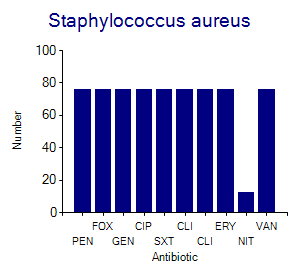 Staphylococcus aureus
100
80
60
40
20
0
Number
FOX CIP CLI ERY VAN
PEN GEN SXT CLI NIT
Antibiotic